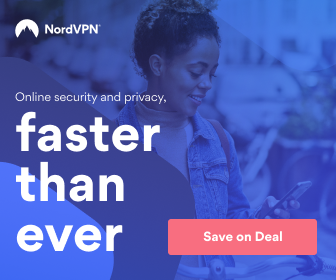 NordVPN®
Online security and privacy,
faster
than
ever
Save on Deal